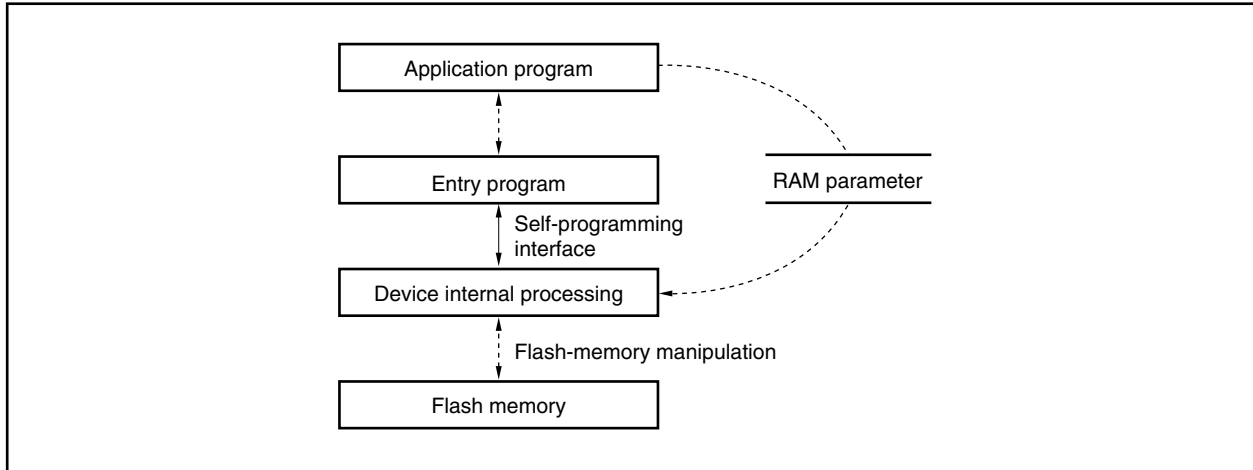 Application program
Entry program
RAM parameter
Self-programming
interface
Device internal processing
Flash-memory manipulation
Flash memory